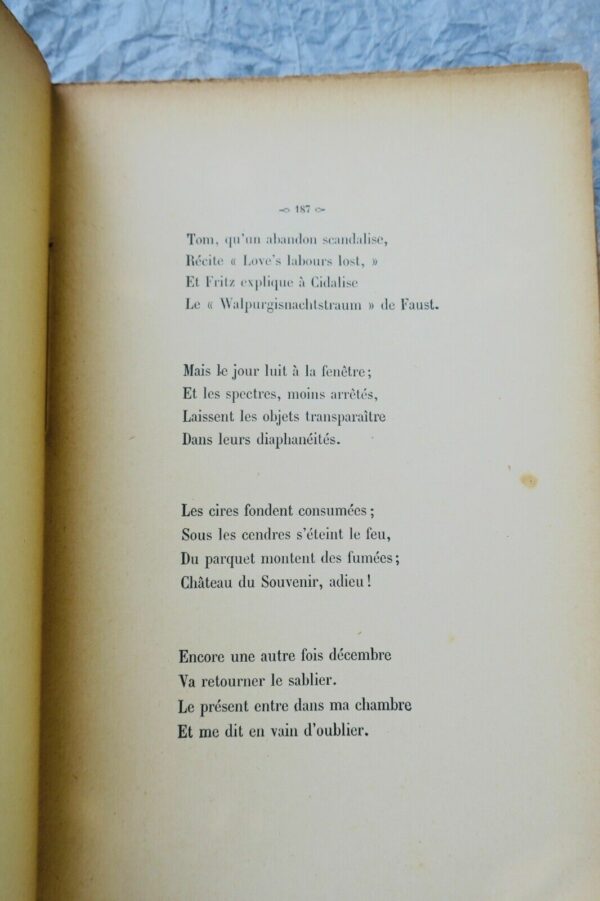 187
Tom, qu'un abandon scandalise,
Récite « Love's labours lost, »
Et Fritz explique à Cidalise
Le « Walpurgisnachtstraum » de Faust.
Mais le jour luit à la fenêtre ;
Et les spectres, moins arrêtés,
Laissent les objets transparaître
Dans leurs diaphanéités.
Les cires fondent consumées ;
Sous les cendres s'éteint le feu,
Du parquet montent des fumées ;
Château du Souvenir, adieu !
Encore une autre fois décembre
Va retourner le sablier.
Le présent entre dans ma chambre
Et me dit en vain d'oublier.